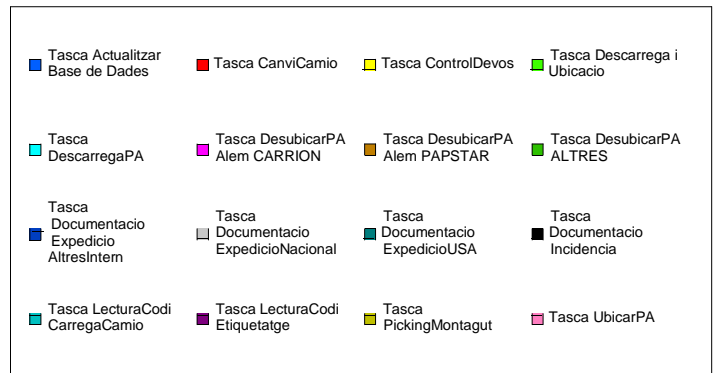 Tasca Actualitzar
Base de Dades
Tasca CanviCamio
Tasca ControlDevos
Tasca Descarrega i
Ubicacio
Tasca
DescarregaPA
Tasca DesubicarPA
Alem CARRION
Tasca DesubicarPA
Alem PAPSTAR
Tasca DesubicarPA
ALTRES
Tasca
Documentacio
Expedicio
AltresIntern
Tasca
Documentacio
ExpedicioNacional
Tasca
Documentacio
ExpedicioUSA
Tasca
Documentacio
Incidencia
Tasca LecturaCodi
CarregaCamio
Tasca LecturaCodi
Etiquetatge
Tasca
PickingMontagut
Tasca UbicarPA